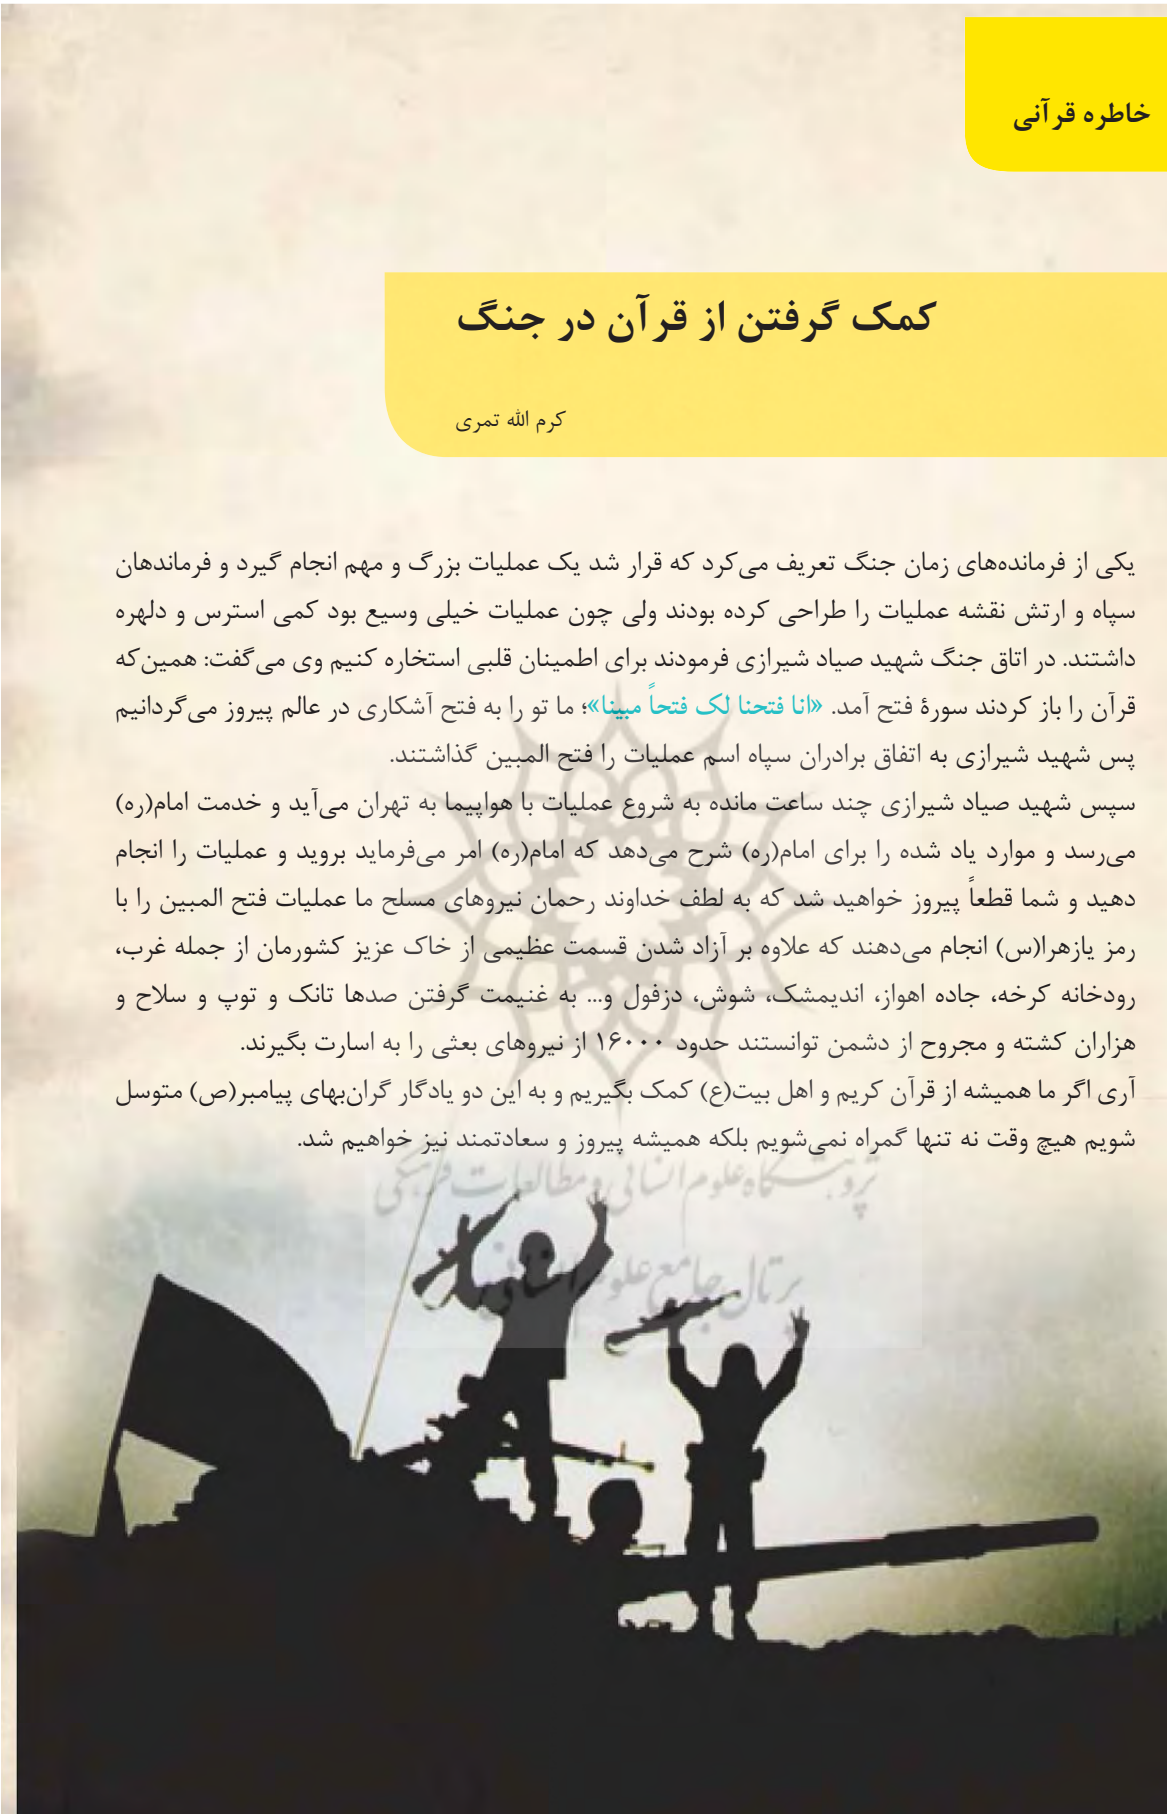 خاطره قرآنی
کمک گرفتن از قرآن در جنگ
کرم الله تمری
یکی از فرمانده‌های زمان جنگ تعریف می‌کرد که قرار شد یک عملیات بزرگ و مهم انجام گیرد و فرماندهان
سپاه و ارتش نقشه عملیات را طراحی کرده بودند ولی چون عملیات خیلی وسیع بود کمی استرس و دلهره
داشتند. در اتاق جنگ شهید صیاد شیرازی فرمودند برای اطمینان قلبی استخاره کنیم وی می‌گفت: همین‌که
قرآن را باز کردند سورهٔ فتح آمد. «انا فتحنا لک فتحاً مبینا»؛ ما تو را به فتح آشکاری در عالم پیروز می‌گردانیم
پس شهید شیرازی به اتفاق برادران سپاه اسم عملیات را فتح المبین گذاشتند.
سپس شهید صیاد شیرازی چند ساعت مانده به شروع عملیات با هواپیما به تهران می‌آید و خدمت امام(ره)
می‌رسد و موارد یاد شده را برای امام(ره) شرح می‌دهد که امام(ره) امر می‌فرماید بروید و عملیات را انجام
دهید و شما قطعاً پیروز خواهید شد که به لطف خداوند رحمان نیروهای مسلح ما عملیات فتح المبین را با
رمز یازهرا(س) انجام می‌دهند که علاوه بر آزاد شدن قسمت عظیمی از خاک عزیز کشورمان از جمله غرب،
رودخانه کرخه، جاده اهواز، اندیمشک، شوش، دزفول و... به غنیمت گرفتن صدها تانک و توپ و سلاح و
هزاران کشته و مجروح از دشمن توانستند حدود ۱۶۰۰۰ از نیروهای بعثی را به اسارت بگیرند.
آری اگر ما همیشه از قرآن کریم و اهل بیت(ع) کمک بگیریم و به این دو یادگار گران‌بهای پیامبر(ص) متوسل
شویم هیچ وقت نه تنها گمراه نمی‌شویم بلکه همیشه پیروز و سعادتمند نیز خواهیم شد.
پژوهشگاه علوم انسانی و مطالعات فرهنگی
پرتال جامع علوم انسانی